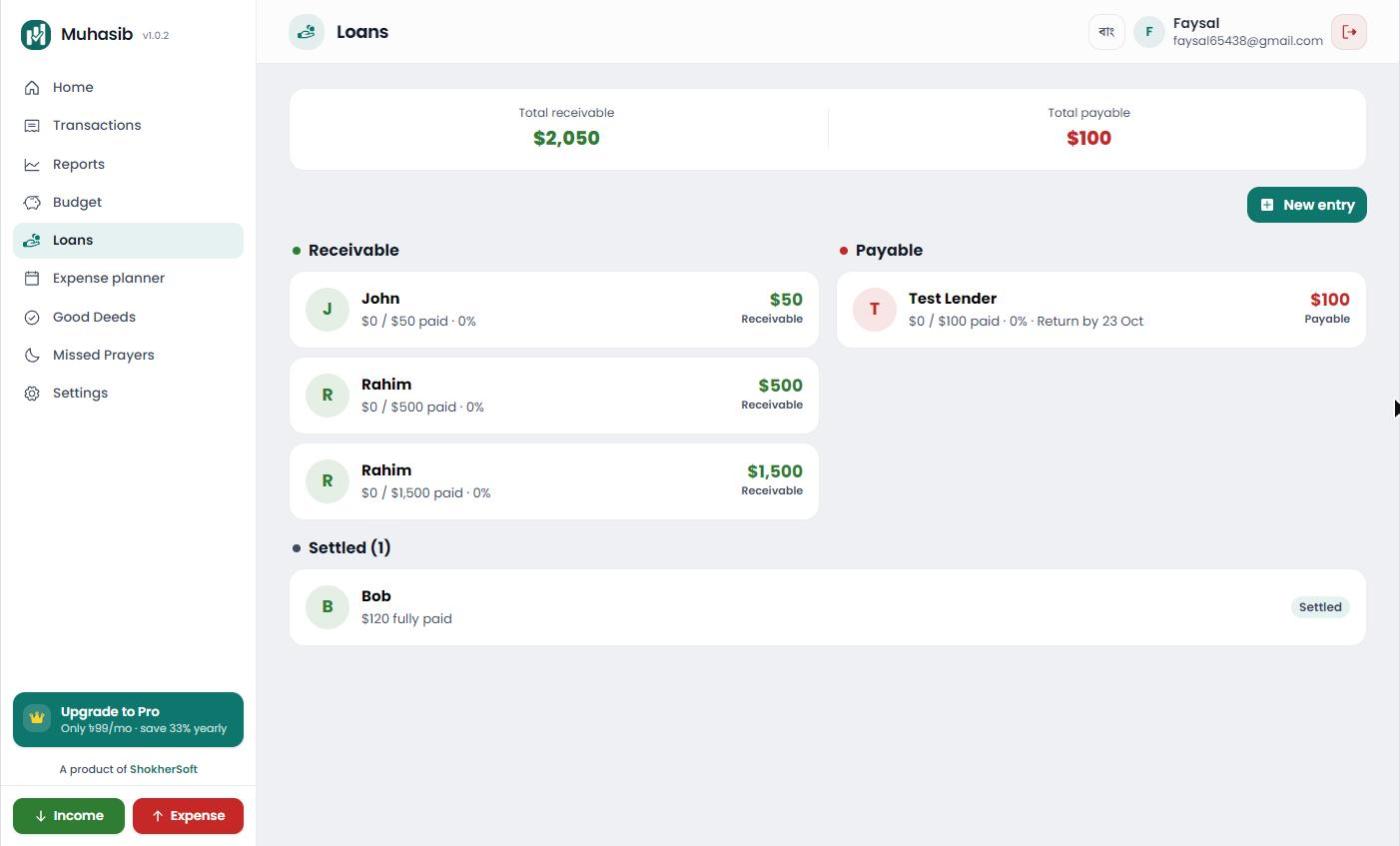 Muhasib v1.0.2
Home
Transactions
Reports
Budget
Loans
Expense planner
Good Deeds
Missed Prayers
Settings
Upgrade to Pro
Only ৳99/mo · save 33% yearly
A product of ShokherSoft
Income
Expense
Loans
বাং
F
Faysal
faysal65438@gmail.com
Total receivable
$2,050
Total payable
$100
New entry
Receivable
J
John
$0 / $50 paid · 0%
$50
Receivable
R
Rahim
$0 / $500 paid · 0%
$500
Receivable
R
Rahim
$0 / $1,500 paid · 0%
$1,500
Receivable
Payable
T
Test Lender
$0 / $100 paid · 0% · Return by 23 Oct
$100
Payable
Settled (1)
B
Bob
$120 fully paid
Settled